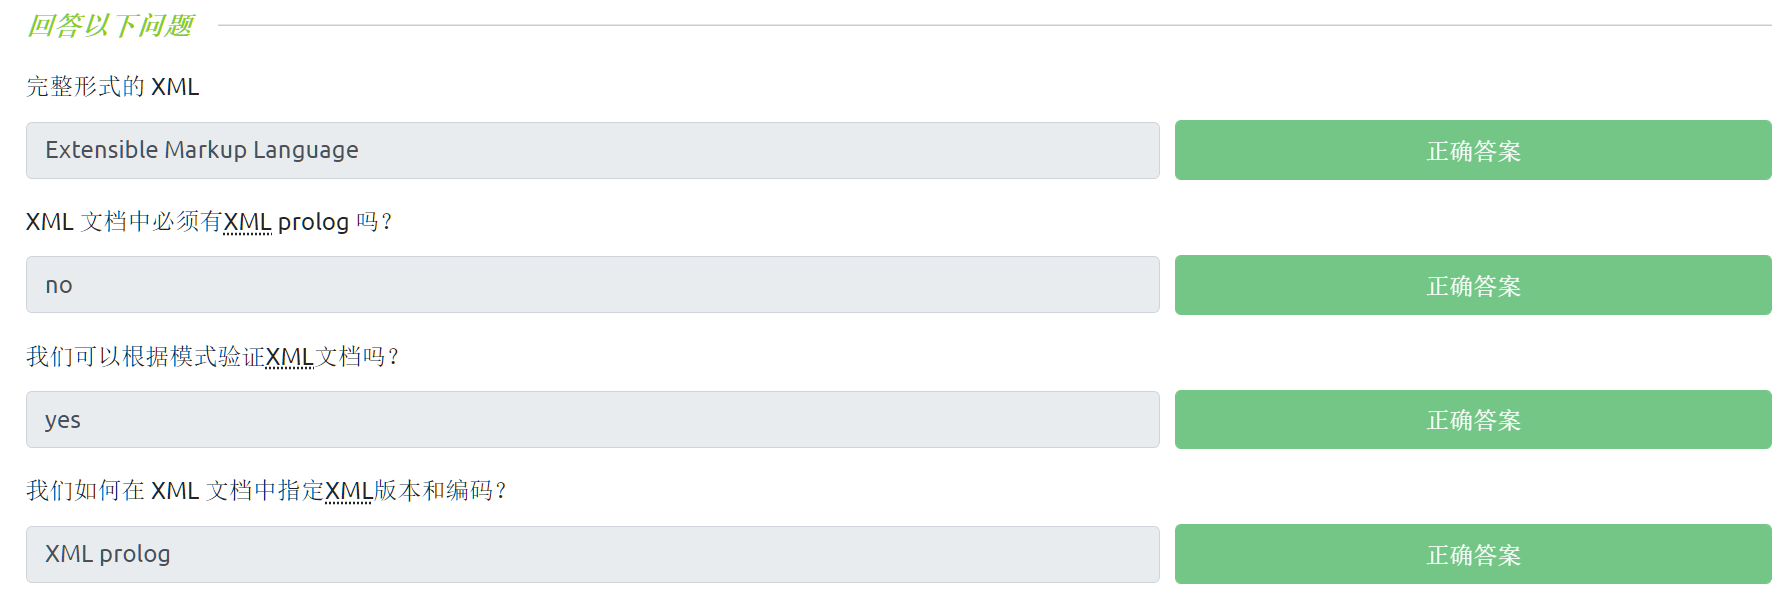 回答以下问题
完整形式的 XML
Extensible Markup Language
正确答案
XML 文档中必须有XML prolog 吗？
no
正确答案
我们可以根据模式验证XML文档吗？
yes
正确答案
我们如何在 XML 文档中指定XML版本和编码？
XML prolog
正确答案